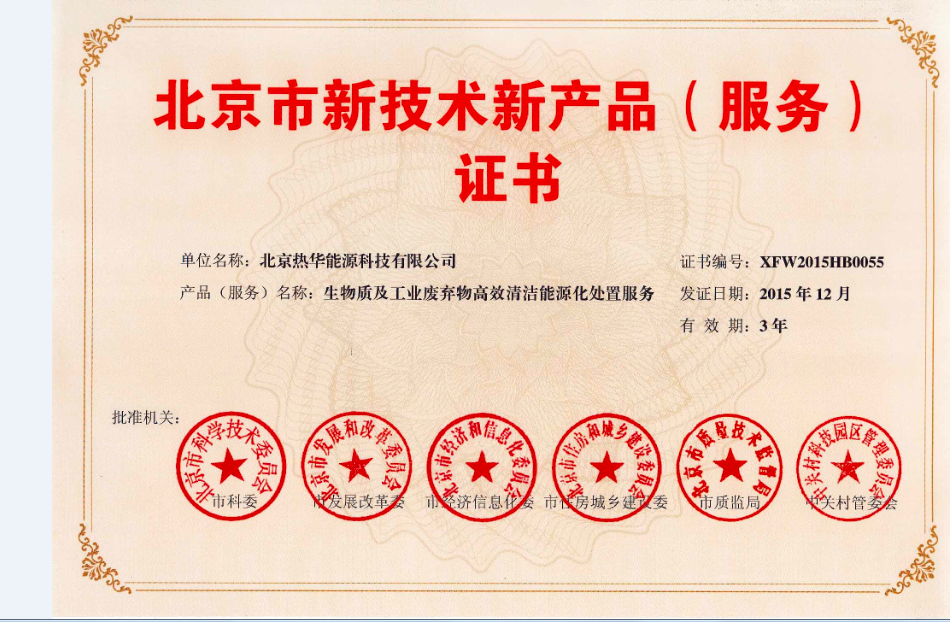 北京市新技术新产品（服务）
证书
单位名称：北京热华能源科技有限公司
证书编号：XFW2015HB0055
产品（服务）名称：生物质及工业废弃物高效清洁能源化处置服务
发证日期：2015 年 12 月
有 效 期：3 年
批准机关：
北京市科学技术委员会
北京市发展和改革委员会
北京市经济和信息化委员会
北京市住房和城乡建设委员会
北京市质量技术监督局
中关村科技园区管理委员会
市科委
市发展改革委
市经济信息化委
市住房城乡建设委
市质监局
中关村管委会